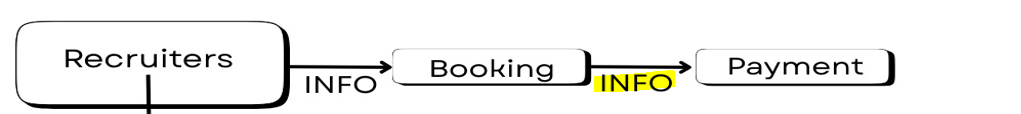 Recruiters
INFO
Booking
INFO
Payment